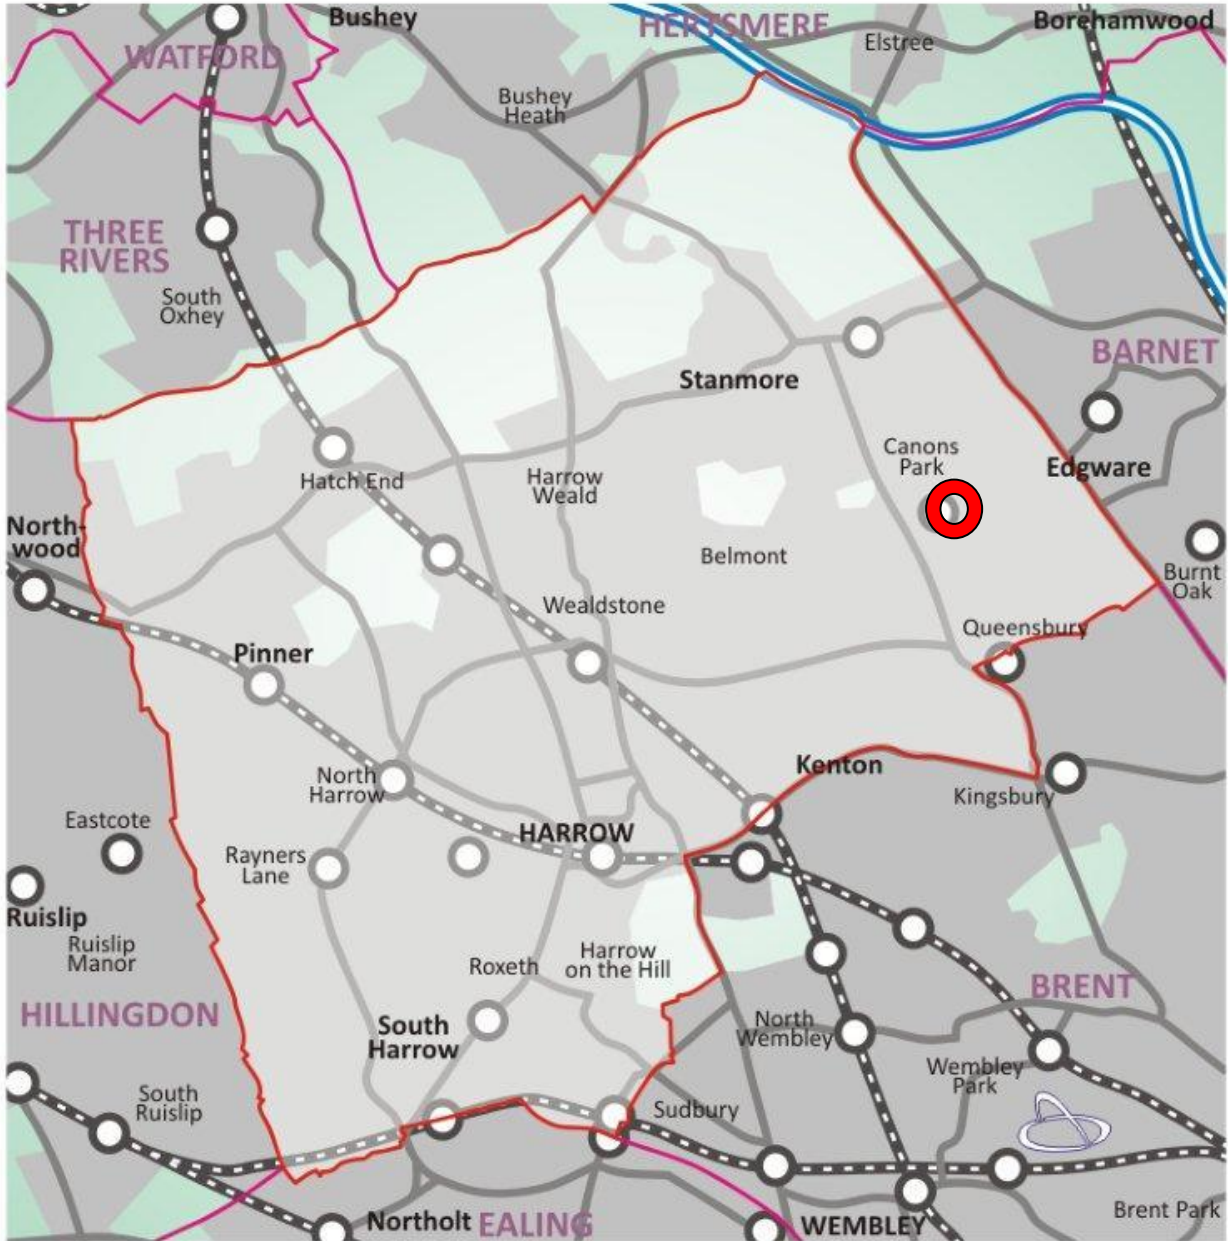 Bushey
HERTSMERE
Borehamwood
WATFORD
Elstree
Bushey
Heath
THREE
RIVERS
South
Oxhey
BARNET
Stanmore
Canons
Park
Edgware
Hatch End
Harrow
Weald
North-
wood
Belmont
Burnt
Oak
Wealdstone
Queensbury
Pinner
Kenton
North
Harrow
Kingsbury
Eastcote
HARROW
Rayners
Lane
Ruislip
Ruislip
Manor
Harrow
on the Hill
Roxeth
BRENT
HILLINGDON
South
Harrow
North
Wembley
Wembley
Park
South
Ruislip
Sudbury
Brent Park
Northolt
EALING
WEMBLEY